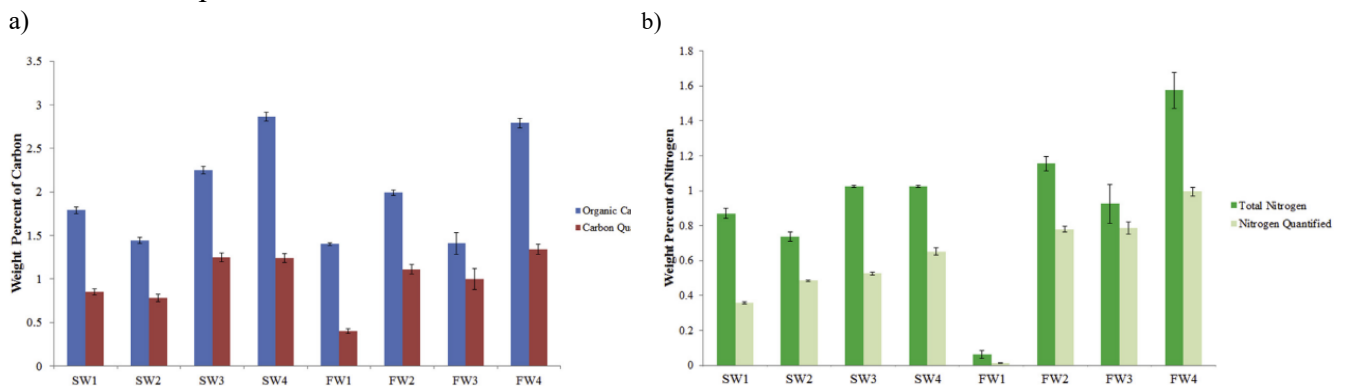 a)
b)
Weight Percent of Carbon
3.5
3
2.5
2
1.5
1
0.5
0
SW1 SW2 SW3 SW4 FW1 FW2 FW3 FW4
Organic Ca
Carbon Qu
Weight Percent of Nitrogen
1.8
1.6
1.4
1.2
1
0.8
0.6
0.4
0.2
0
SW1 SW2 SW3 SW4 FW1 FW2 FW3 FW4
Total Nitrogen
Nitrogen Quantified